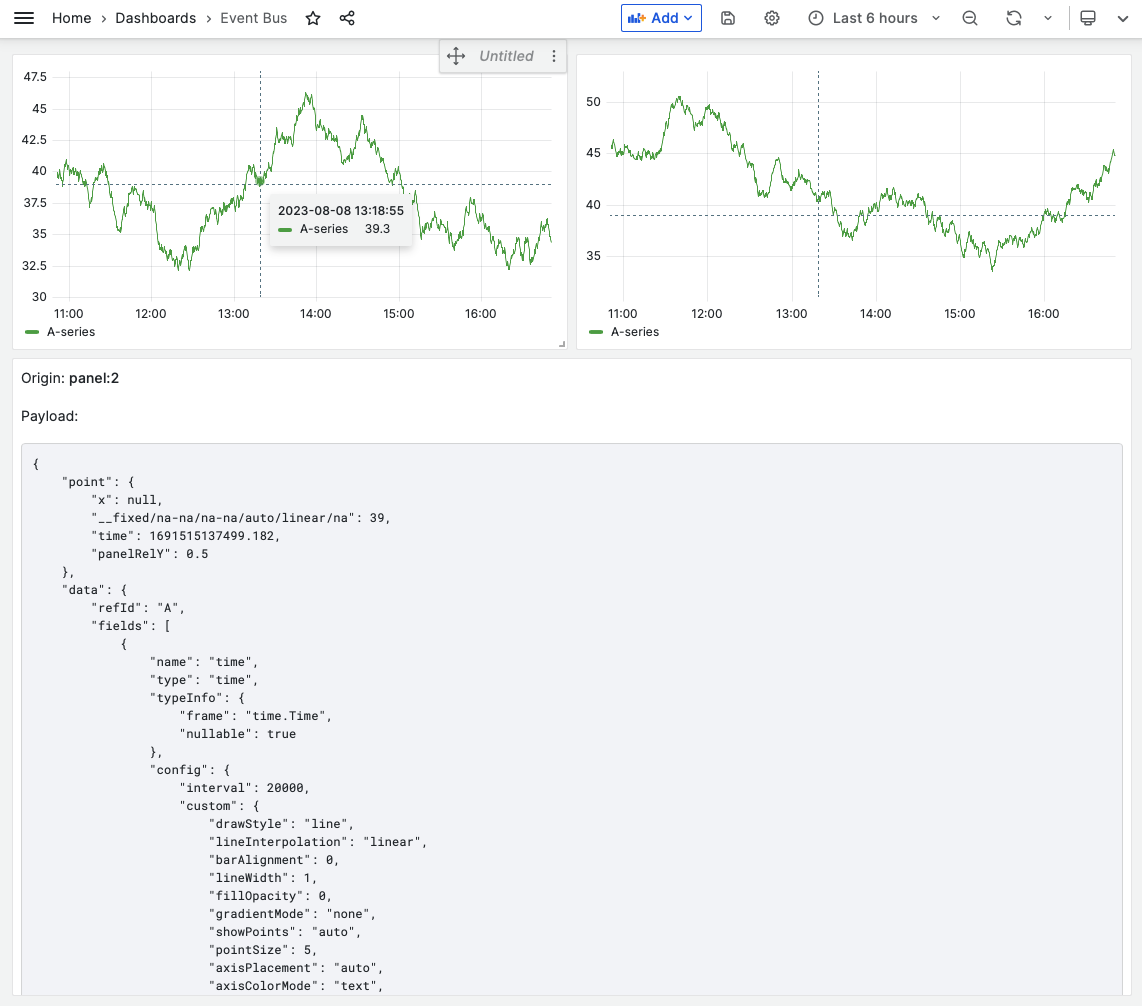 Home › Dashboards › Event Bus Add Last 6 hours
Untitled
47.5
45
42.5
40
37.5
35
32.5
30
11:00 12:00 13:00 14:00 15:00 16:00
A-series
2023-08-08 13:18:55
A-series 39.3
50
45
40
35
11:00 12:00 13:00 14:00 15:00 16:00
A-series
Origin: panel:2
Payload:
{
    "point": {
        "x": null,
        "__fixed/na-na/na-na/auto/linear/na": 39,
        "time": 1691515137499.182,
        "panelRelY": 0.5
    },
    "data": {
        "refId": "A",
        "fields": [
            {
                "name": "time",
                "type": "time",
                "typeInfo": {
                    "frame": "time.Time",
                    "nullable": true
                },
                "config": {
                    "interval": 20000,
                    "custom": {
                        "drawStyle": "line",
                        "lineInterpolation": "linear",
                        "barAlignment": 0,
                        "lineWidth": 1,
                        "fillOpacity": 0,
                        "gradientMode": "none",
                        "showPoints": "auto",
                        "pointSize": 5,
                        "axisPlacement": "auto",
                        "axisColorMode": "text",